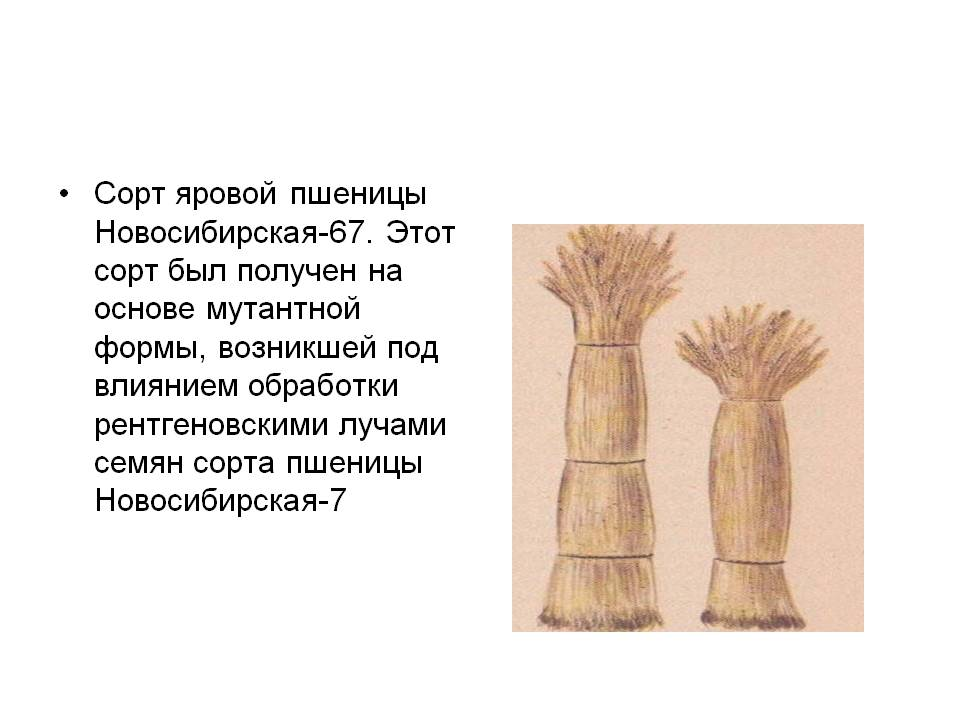 • Сорт яровой пшеницы
Новосибирская-67. Этот
сорт был получен на
основе мутантной
формы, возникшей под
влиянием обработки
рентгеновскими лучами
семян сорта пшеницы
Новосибирская-7